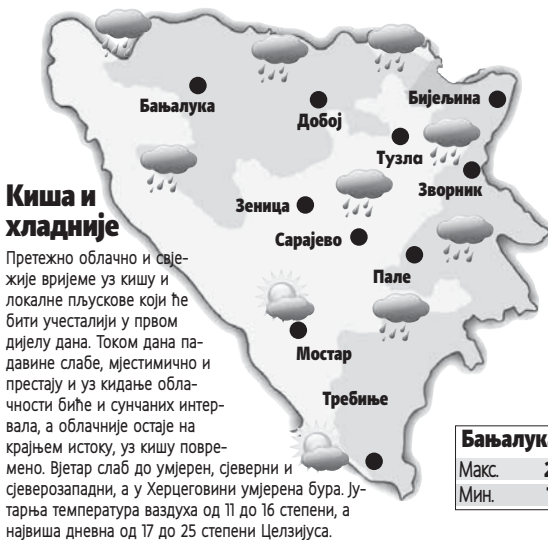 Бањалука
Добој
Бијељина
Тузла
Зворник
Зеница
Сарајево
Пале
Мостар
Требиње
Киша и
хладније
Претежно облачно и свје-
жије вријеме уз кишу и
локалне пљускове који ће
бити учесталији у првом
дијелу дана. Током дана па-
давине слабе, мјестимично и
престају и уз кидање обла-
чности биће и сунчаних интер-
вала, а облачније остаје на
крајњем истоку, уз кишу повре-
мено. Вјетар слаб до умјерен, сјеверни и
сјеверозападни, а у Херцеговини умјерена бура. Ју-
тарња температура ваздуха од 11 до 16 степени, а
највиша дневна од 17 до 25 степени Целзијуса.
Бањалука
Макс.
Мин.